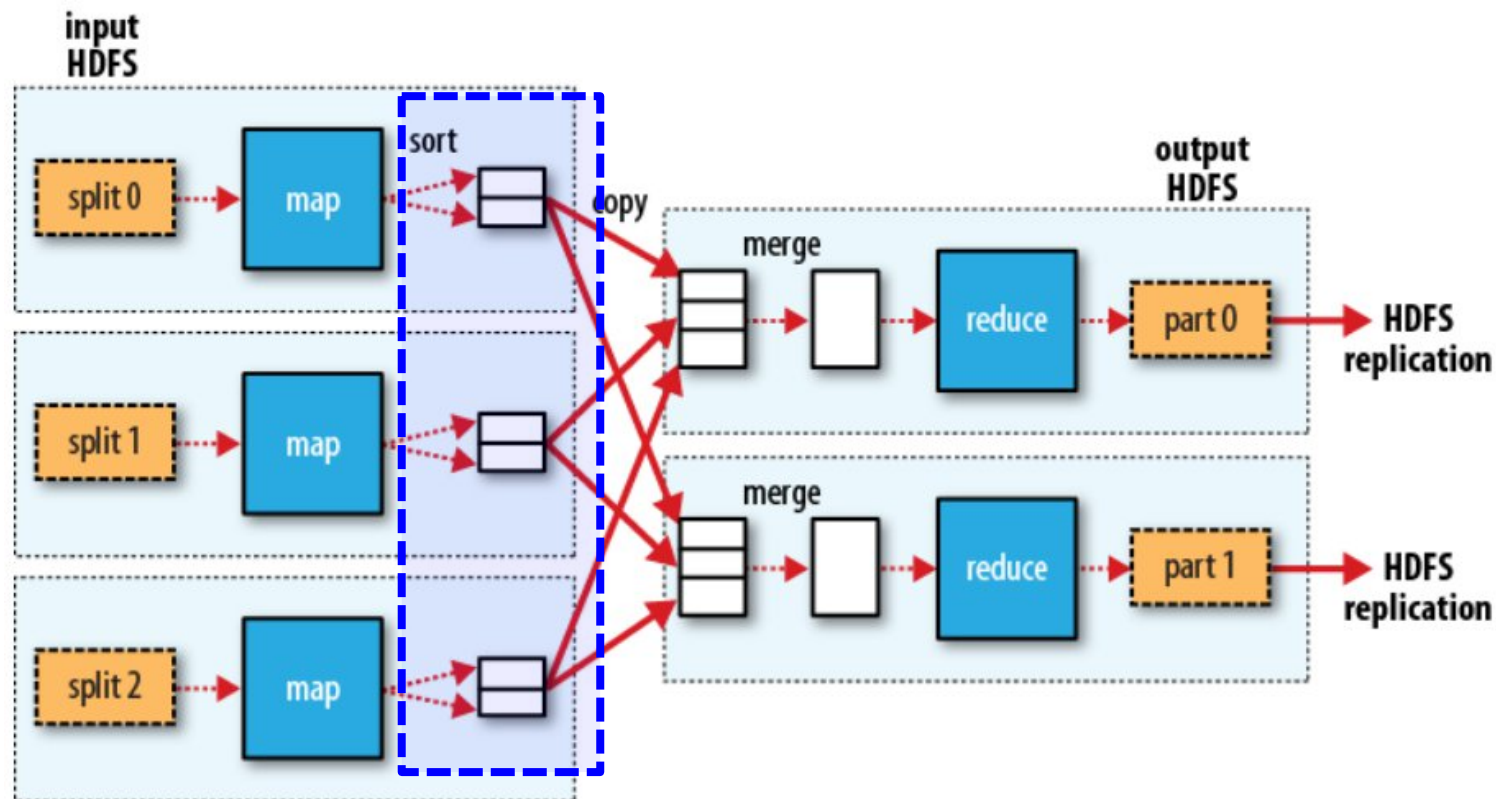 input
HDFS
split 0
map
sort
copy
split 1
map
split 2
map
output
HDFS
merge
reduce
part 0
HDFS
replication
merge
reduce
part 1
HDFS
replication